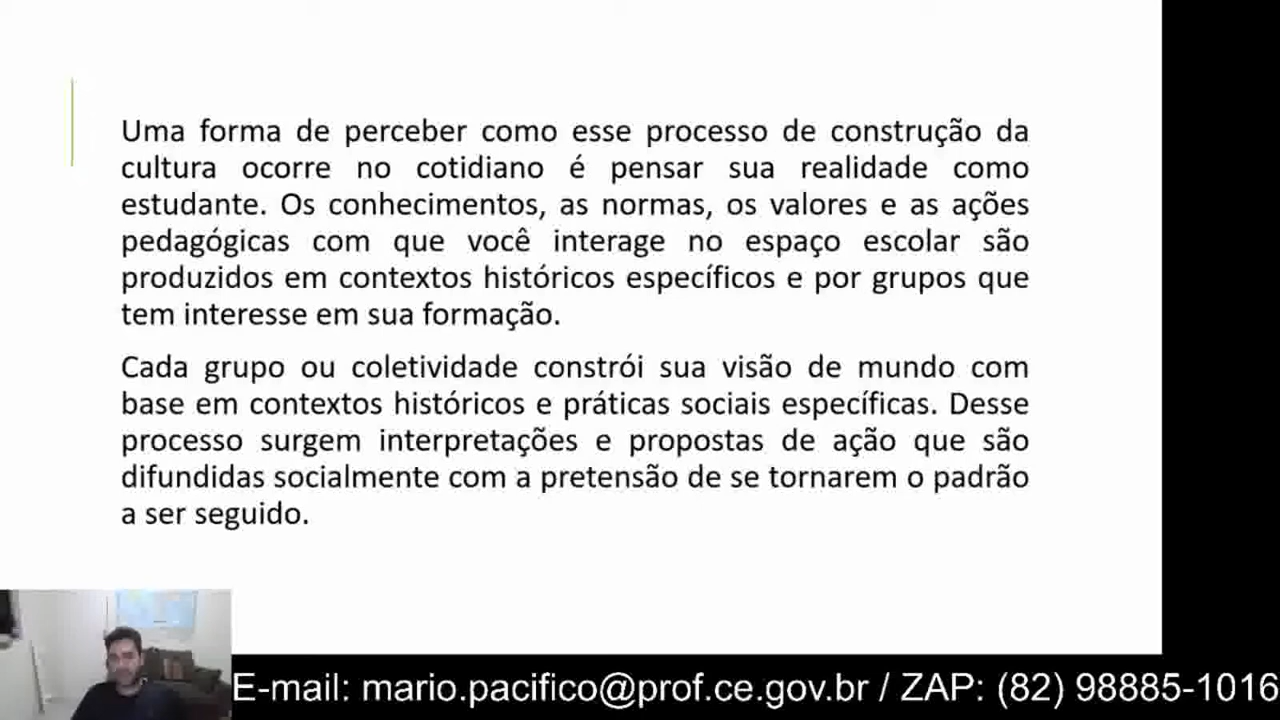 Uma forma de perceber como esse processo de construção da
cultura ocorre no cotidiano é pensar sua realidade como
estudante. Os conhecimentos, as normas, os valores e as ações
pedagógicas com que você interage no espaço escolar são
produzidos em contextos históricos específicos e por grupos que
tem interesse em sua formação.
Cada grupo ou coletividade constrói sua visão de mundo com
base em contextos históricos e práticas sociais específicas. Desse
processo surgem interpretações e propostas de ação que são
difundidas socialmente com a pretensão de se tornarem o padrão
a ser seguido.
E-mail: mario.pacifico@prof.ce.gov.br / ZAP: (82) 98885-1016